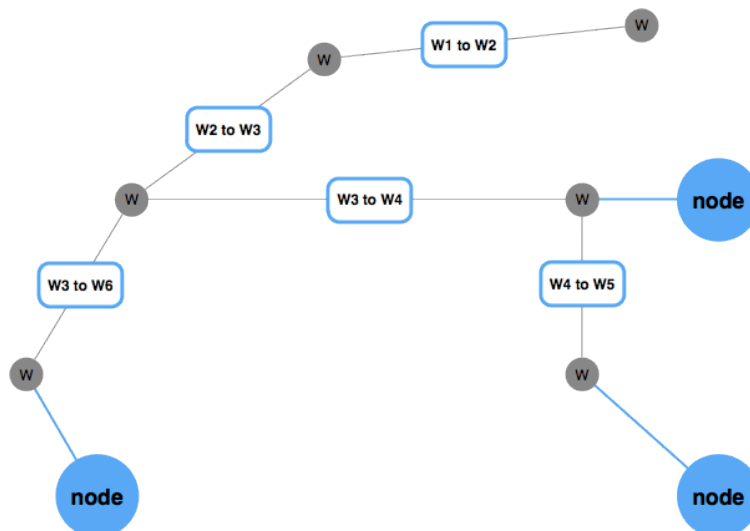 W
W1 to W2
W
W2 to W3
W
W3 to W4
W
node
W3 to W6
W4 to W5
W
W
node
node